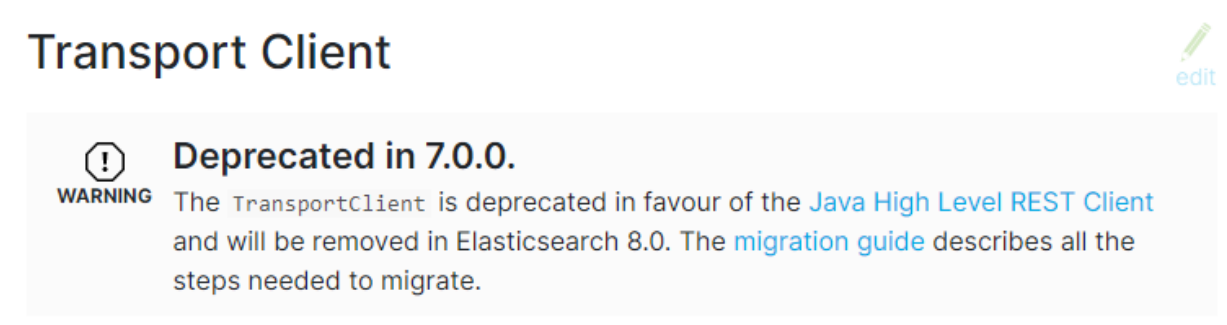 Transport Client
edit
Deprecated in 7.0.0.
WARNING
The TransportClient is deprecated in favour of the Java High Level REST Client
and will be removed in Elasticsearch 8.0. The migration guide describes all the
steps needed to migrate.